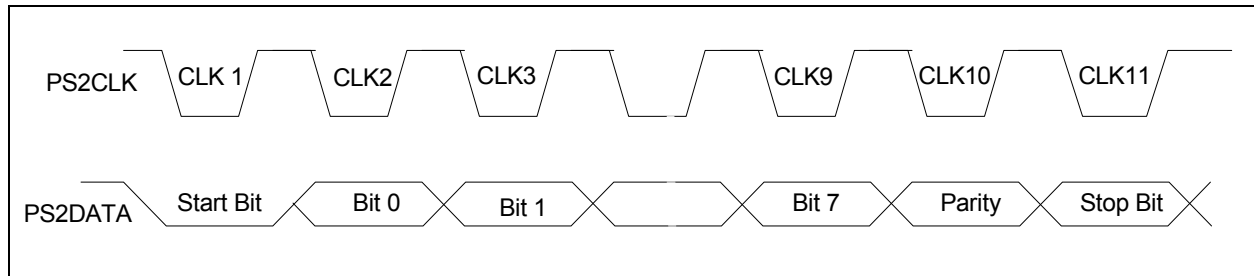 PS2CLK CLK 1 CLK2 CLK3 CLK9 CLK10 CLK11
PS2DATA Start Bit Bit 0 Bit 1 Bit 7 Parity Stop Bit